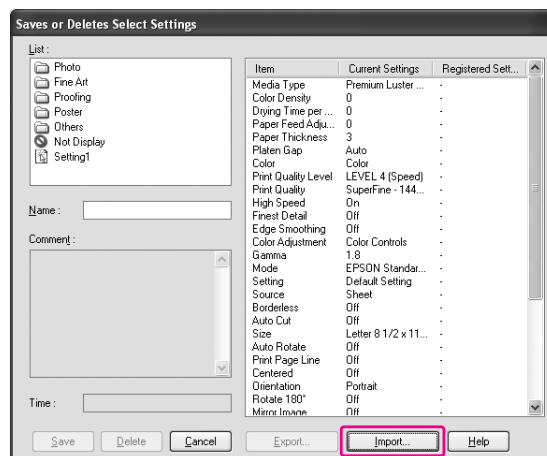 Saves or Deletes Select Settings
List :
Photo
Fine Art
Proofing
Poster
Others
Not Display
Setting1
Name :
Comment :
Time :
Item Current Settings Registered Sett...
Media Type Premium Luster ... -
Color Density 0 -
Drying Time per ... 0 -
Paper Feed Adju... 0 -
Paper Thickness 3 -
Platen Gap Auto -
Color Color -
Print Quality Level LEVEL 4 (Speed) -
Print Quality SuperFine - 144... -
High Speed On -
Finest Detail Off -
Edge Smoothing Off -
Color Adjustment Color Controls -
Gamma 1.8 -
Mode EPSON Standar... -
Setting Default Setting -
Source Sheet -
Borderless Off -
Auto Cut Off -
Size Letter 8 1/2 x 11... -
Auto Rotate Off -
Print Page Line Off -
Centered Off -
Orientation Portrait -
Rotate 180° Off -
Mirror Image Off -
Save Delete Cancel Export... Import... Help